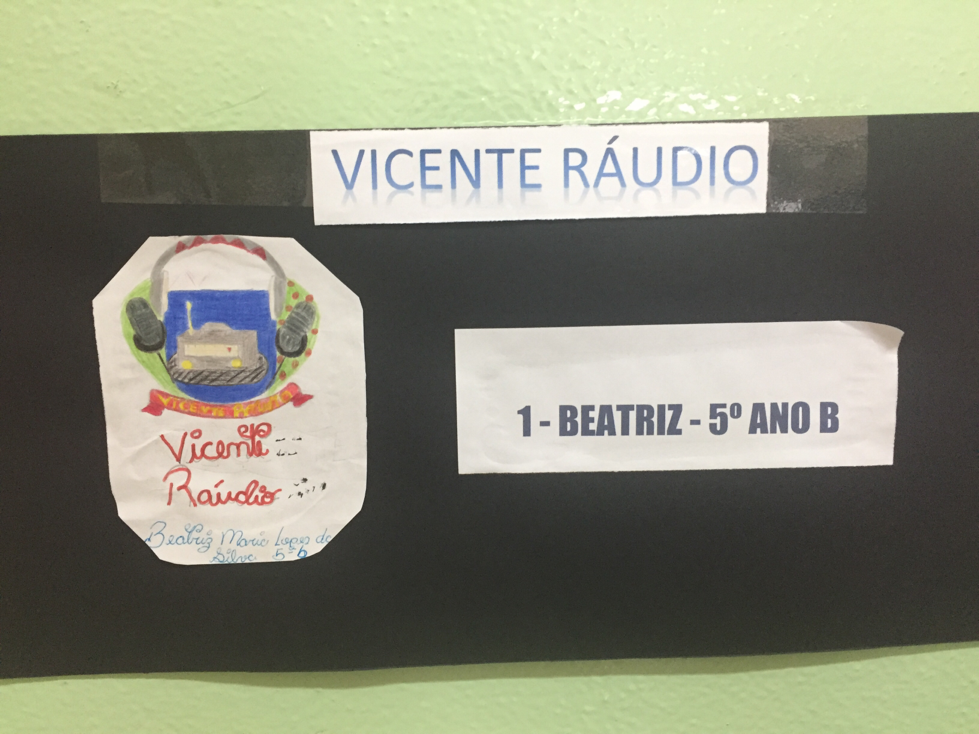 VICENTE RÁUDIO
Vicente
Ráudio
Beatriz Maria Lopes da
Silva 5º b
1 - BEATRIZ - 5º ANO B